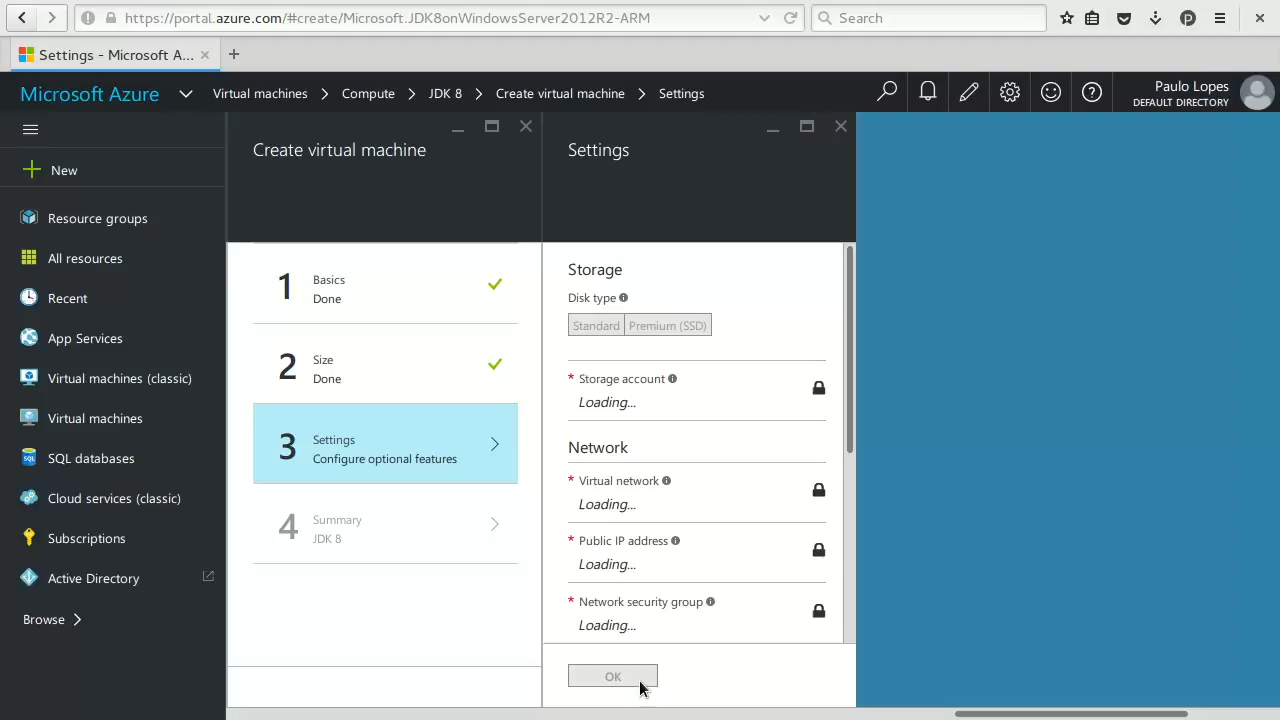 https://portal.azure.com/#create/Microsoft.JDK8onWindowsServer2012R2-ARM
Search
Settings - Microsoft A...
Microsoft Azure
Virtual machines
Compute
JDK 8
Create virtual machine
Settings
Paulo Lopes
DEFAULT DIRECTORY
New
Resource groups
All resources
Recent
App Services
Virtual machines (classic)
Virtual machines
SQL databases
Cloud services (classic)
Subscriptions
Active Directory
Browse
Create virtual machine
1
Basics
Done
2
Size
Done
3
Settings
Configure optional features
4
Summary
JDK 8
Settings
Storage
Disk type
Standard Premium (SSD)
* Storage account
Loading...
Network
* Virtual network
Loading...
* Public IP address
Loading...
* Network security group
Loading...
OK